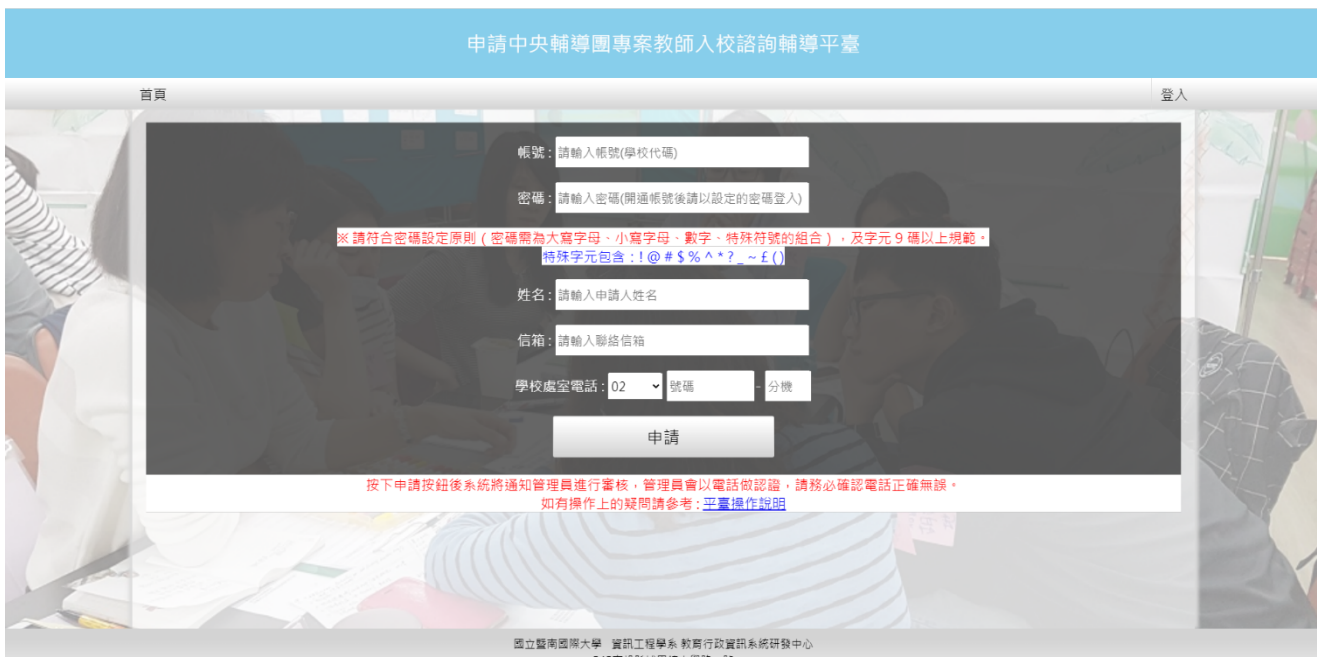 申請中央輔導團專案教師入校諮詢輔導平臺
首頁 登入
帳號 : 請輸入帳號(學校代碼)
密碼 : 請輸入密碼(開通帳號後請以設定的密碼登入)
※ 請符合密碼設定原則 ( 密碼需為大寫字母、小寫字母、數字、特殊符號的組合 ) ，及字元 9 碼以上規範。
特殊字元包含 : ! @ # $ % ^ * ? _ ~ £ ( )
姓名 : 請輸入申請人姓名
信箱 : 請輸入聯絡信箱
學校處室電話 : 02 號碼 - 分機
申請
按下申請按鈕後系統將通知管理員進行審核，管理員會以電話做認證，請務必確認電話正確無誤。
如有操作上的疑問請參考 : 平臺操作說明
國立暨南國際大學 資訊工程學系 教育行政資訊系統研發中心